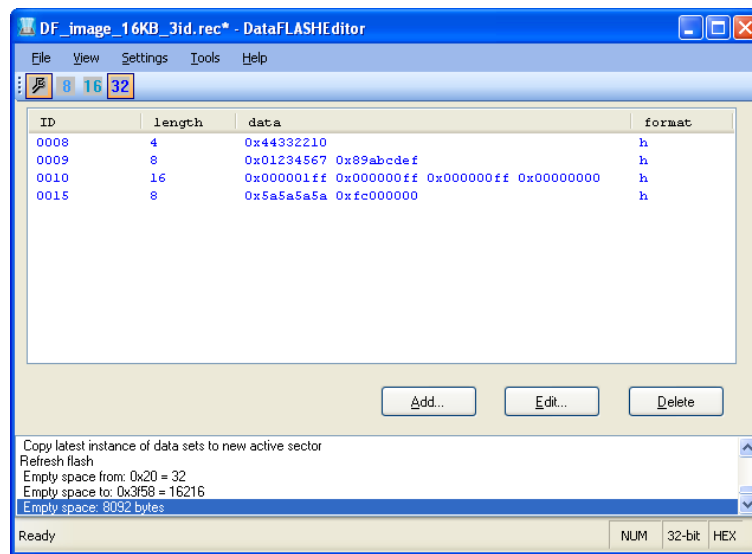 DF_image_16KB_3id.rec* - DataFLASHEditor
File View Settings Tools Help
8 16 32
ID length data format
0008 4 0x44332210 h
0009 8 0x01234567 0x89abcdef h
0010 16 0x000001ff 0x000000ff 0x000000ff 0x00000000 h
0015 8 0x5a5a5a5a 0xfc000000 h
Add... Edit... Delete
Copy latest instance of data sets to new active sector
Refresh flash
Empty space from: 0x20 = 32
Empty space to: 0x3f58 = 16216
Empty space: 8092 bytes
Ready NUM 32-bit HEX